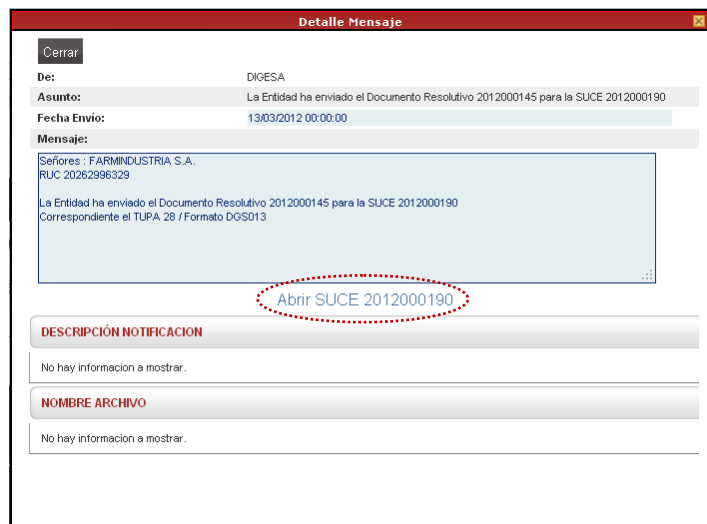 Detalle Mensaje
Cerrar
De: DIGESA
Asunto: La Entidad ha enviado el Documento Resolutivo 2012000145 para la SUCE 2012000190
Fecha Envío: 13/03/2012 00:00:00
Mensaje:
Señores : FARMINDUSTRIA S.A.
RUC 20262996329
La Entidad ha enviado el Documento Resolutivo 2012000145 para la SUCE 2012000190
Correspondiente el TUPA 28 / Formato DGS013
Abrir SUCE 2012000190
DESCRIPCIÓN NOTIFICACION
No hay informacion a mostrar.
NOMBRE ARCHIVO
No hay informacion a mostrar.